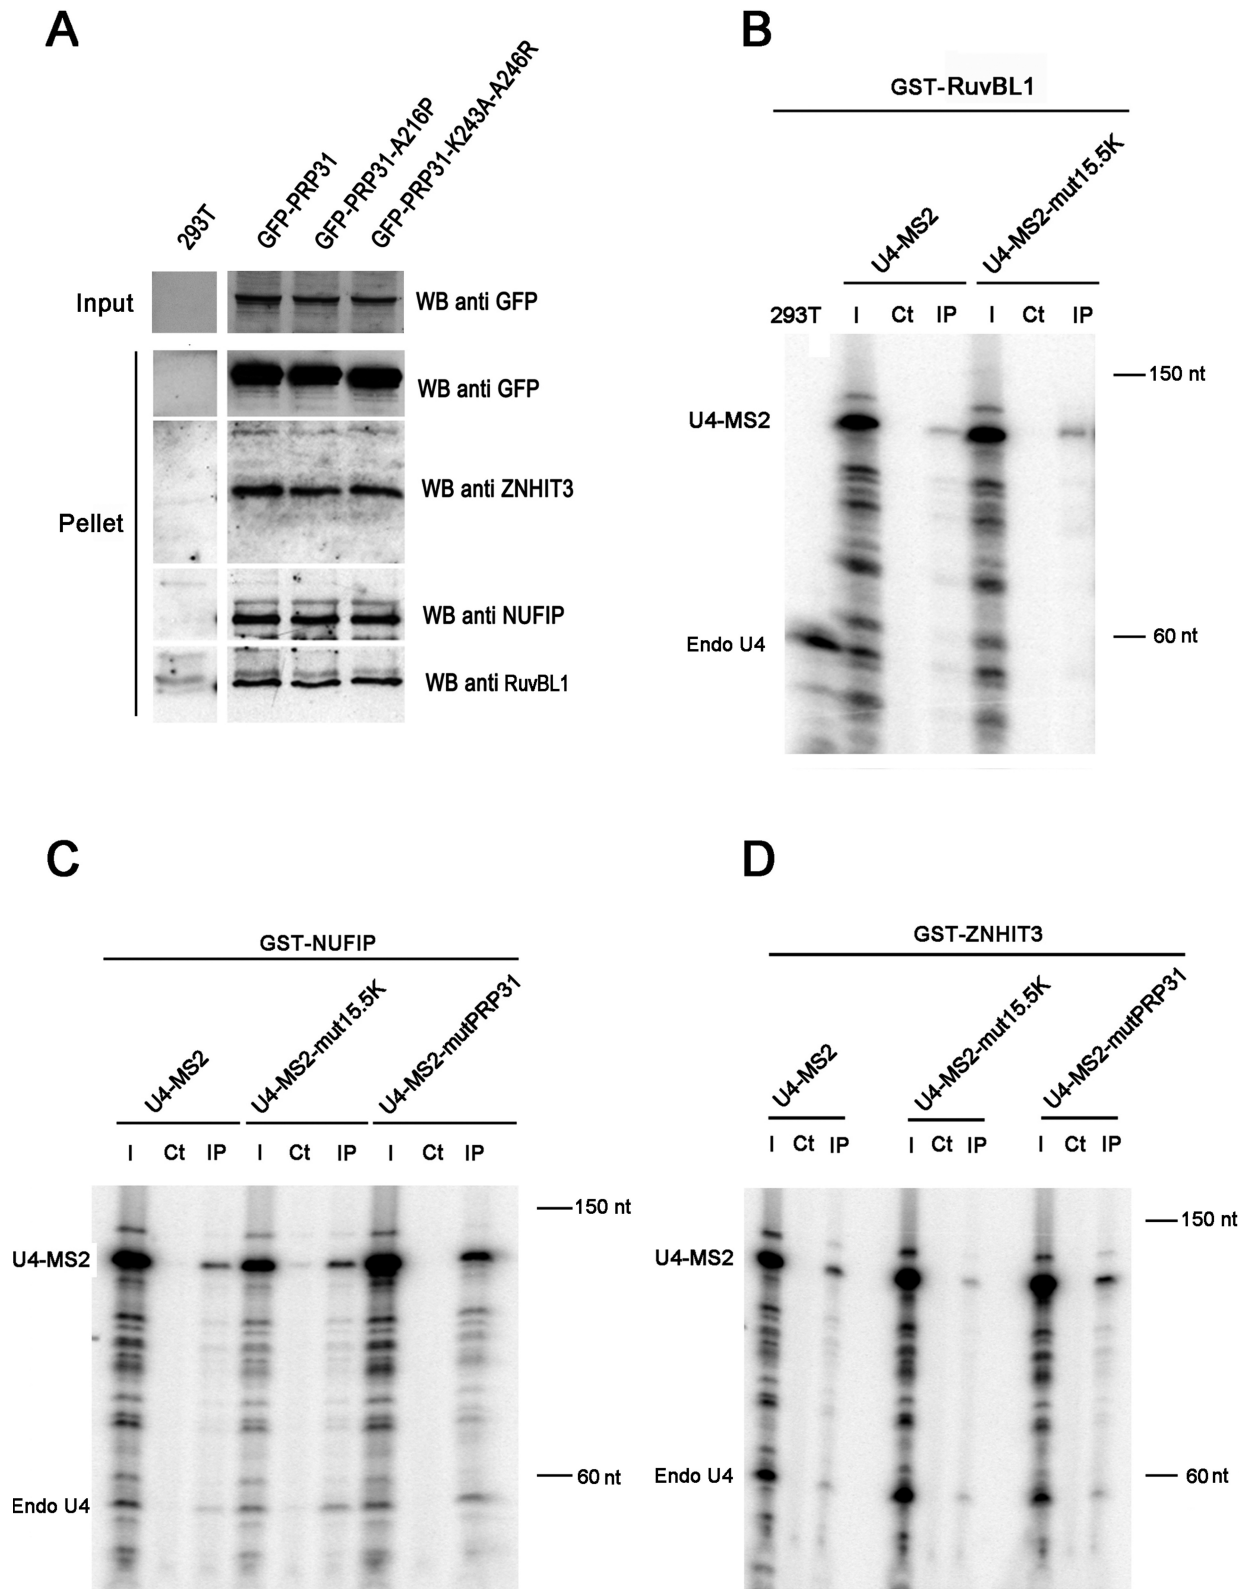 A
293T
GFP-PRP31
GFP-PRP31-A216P
GFP-PRP31-K243A-A246R
Input
WB anti GFP
Pellet
WB anti GFP
WB anti ZNHIT3
WB anti NUFIP
WB anti RuvBL1
B
GST-RuvBL1
U4-MS2
U4-MS2-mut15.5K
293T I Ct IP I Ct IP
150 nt
U4-MS2
60 nt
Endo U4
C
GST-NUFIP
U4-MS2
U4-MS2-mut15.5K
U4-MS2-mutPRP31
I Ct IP I Ct IP I Ct IP
150 nt
U4-MS2
60 nt
Endo U4
D
GST-ZNHIT3
U4-MS2
U4-MS2-mut15.5K
U4-MS2-mutPRP31
I Ct IP I Ct IP I Ct IP
150 nt
U4-MS2
Endo U4
60 nt